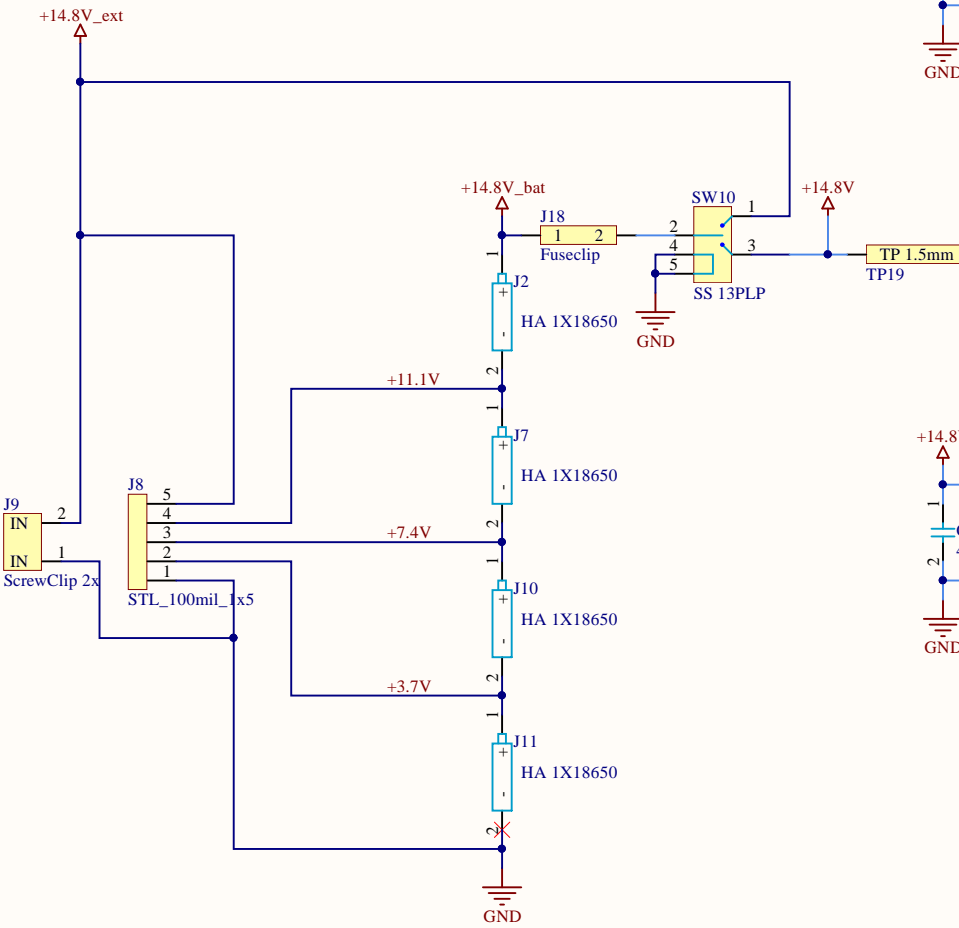 +14.8V_ext
GND
+14.8V_bat
+14.8V
SW10
J18
1 2
Fuseclip
2
4
5
1
3
SS 13PLP
TP 1.5mm
TP19
GND
1
J2
+
HA 1X18650
-
2
+11.1V
1
J7
+
HA 1X18650
2
+7.4V
+14.8
1
2
GND
J9
IN
IN
2
1
ScrewClip 2x
J8
5
4
3
2
1
STL_100mil_1x5
1
J10
+
HA 1X18650
-
2
+3.7V
1
J11
+
HA 1X18650
-
2
GND